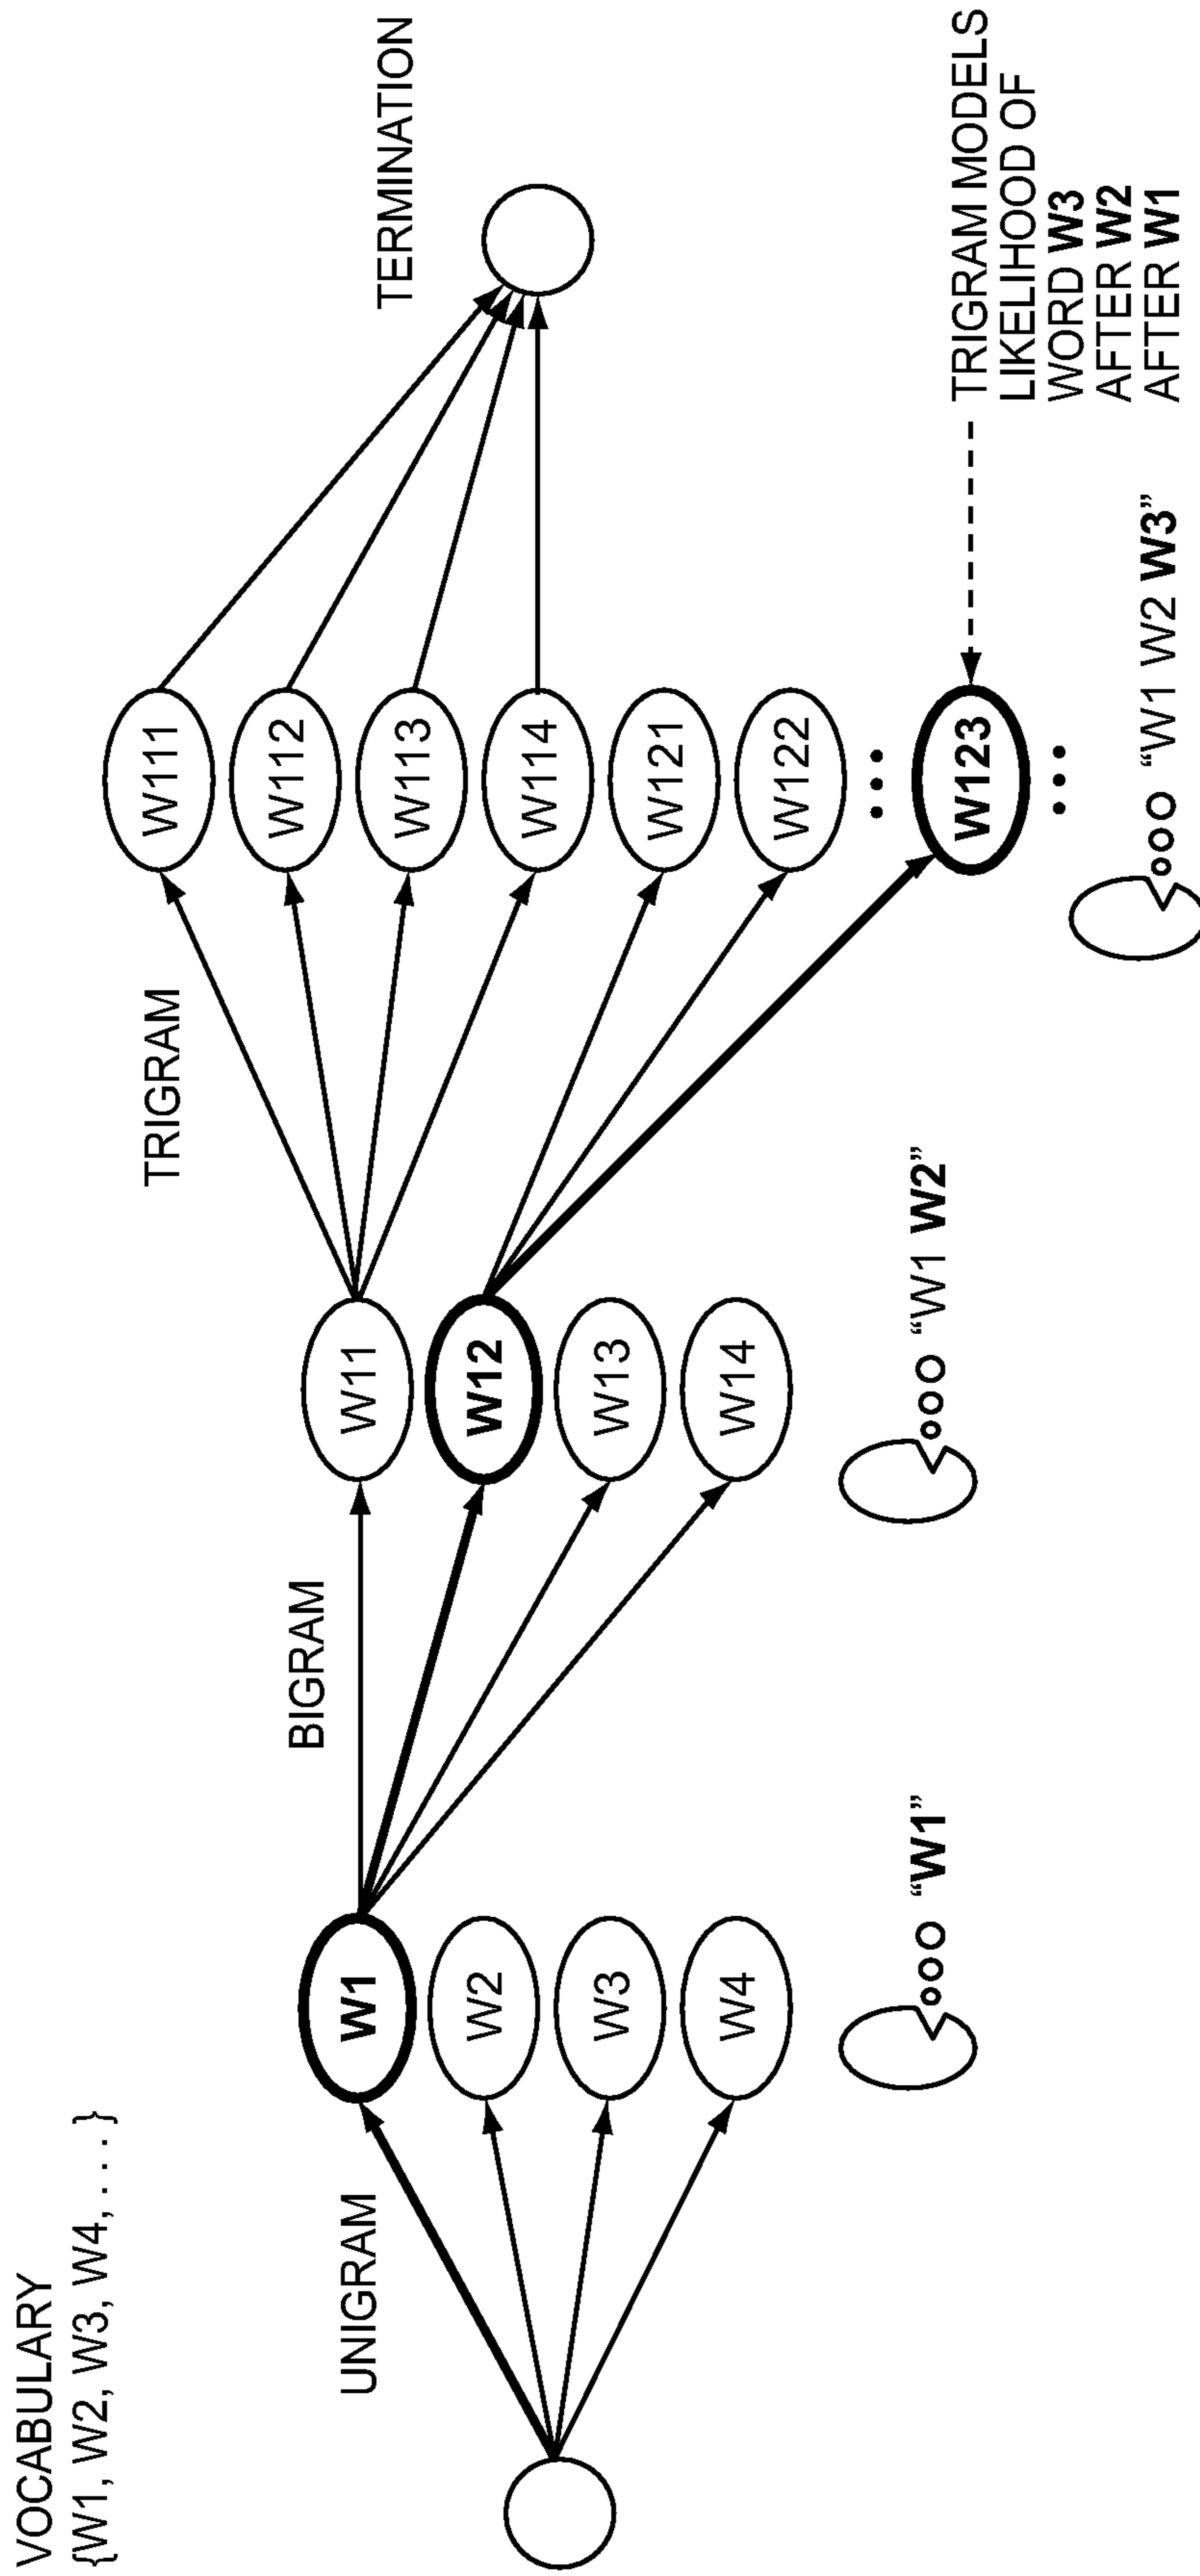 VOCABULARY
{W1, W2, W3, W4, . . . }
UNIGRAM
W1
W2
W3
W4
“W1”
BIGRAM
W11
W12
W13
W14
“W1 W2”
TRIGRAM
W111
W112
W113
W114
W121
W122
W123
“W1 W2 W3”
TERMINATION
TRIGRAM MODELS
LIKELIHOOD OF
WORD W3
AFTER W2
AFTER W1